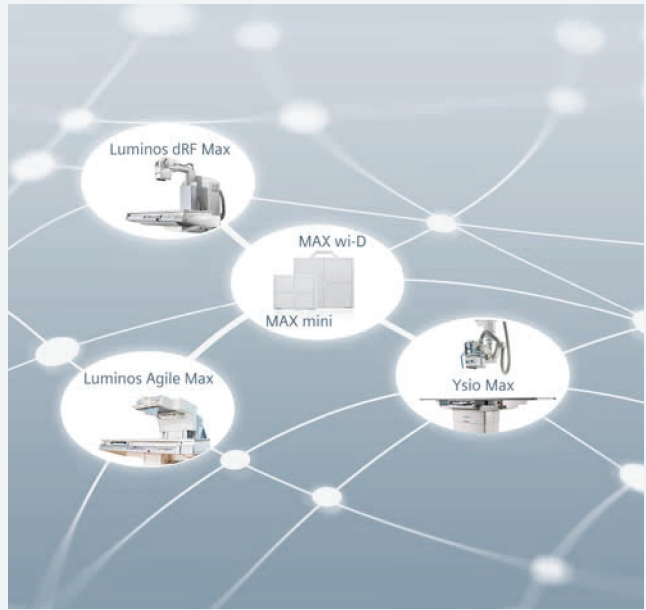 Luminos dRF Max
MAX wi-D
MAX mini
Luminos Agile Max
Ysio Max